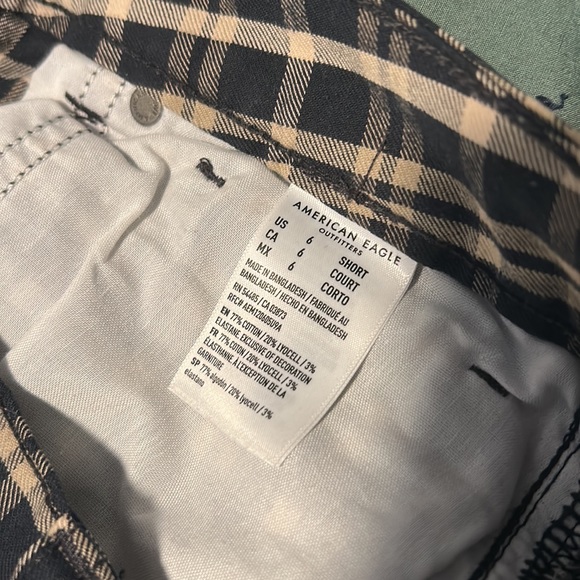 AMERICAN EAGLE
OUTFITTERS
US 6 SHORT
CA 6 COURT
MX 6 CORTO
MADE IN BANGLADESH / FABRIQUÉ AU
BANGLADESH / HECHO EN BANGLADESH
RN 54485 / CA 03873
RFC# AEM120605U9A
EN 77% COTTON / 20% LYOCELL / 3%
ELASTANE. EXCLUSIVE OF DECORATION
FR 77% COTON / 20% LYOCELL / 3%
ÉLASTHANNE. À L'EXCEPTION DE LA
GARNITURE
SP 77% algodón / 20% lyocell / 3%
elastano